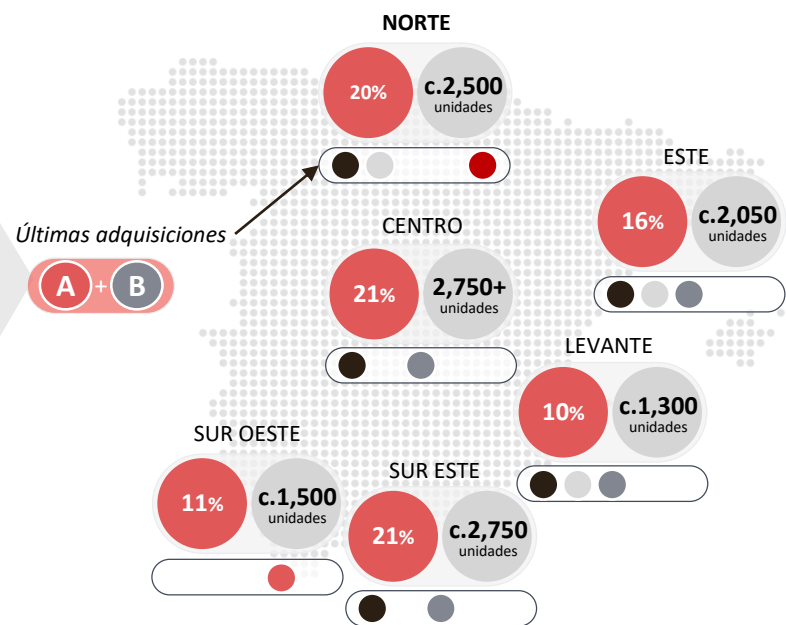 NORTE
20%
c.2,500
unidades
ESTE
16%
c.2,050
unidades
Últimas adquisiciones
A + B
CENTRO
21%
2,750+
unidades
LEVANTE
10%
c.1,300
unidades
SUR OESTE
11%
c.1,500
unidades
SUR ESTE
21%
c.2,750
unidades